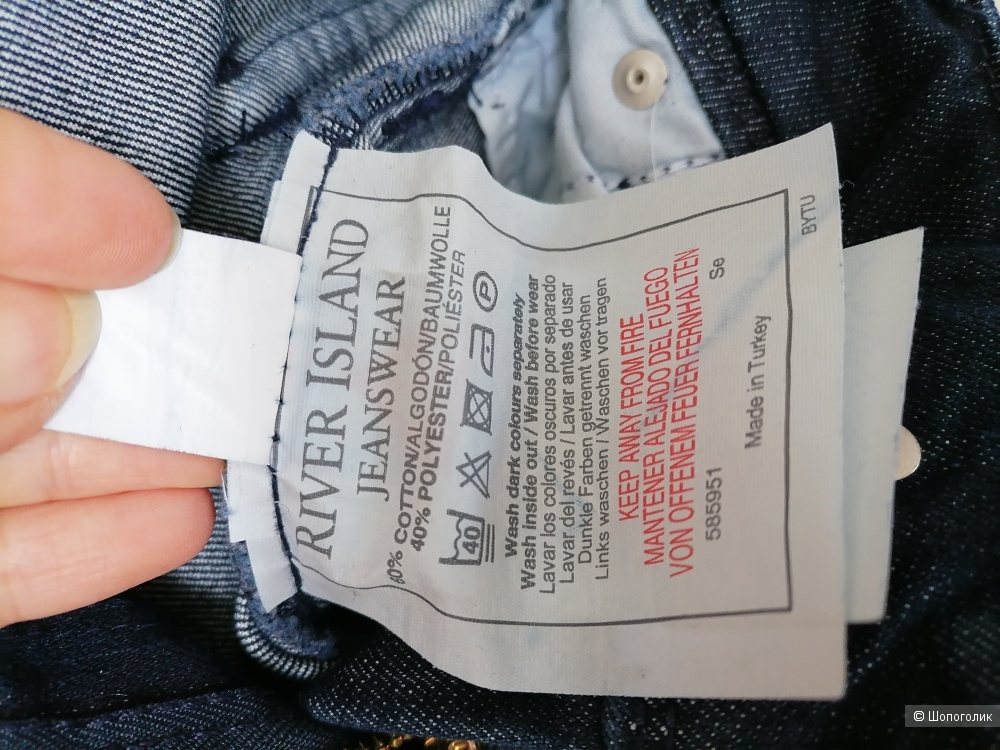 RIVER ISLAND
JEANSWEAR
60% COTTON/ALGODÓN/BAUMWOLLE
40% POLYESTER/POLIÉSTER
40
P
Wash dark colours separately
Wash inside out / Wash before wear
Lavar los colores oscuros por separado
Lavar del revés / Lavar antes de usar
Dunkle Farben getrennt waschen
Links waschen / Waschen vor tragen
KEEP AWAY FROM FIRE
MANTENER ALEJADO DEL FUEGO
VON OFFENEM FEUER FERNHALTEN
585951 Se
Made in Turkey
BYTU
© Шопоголик